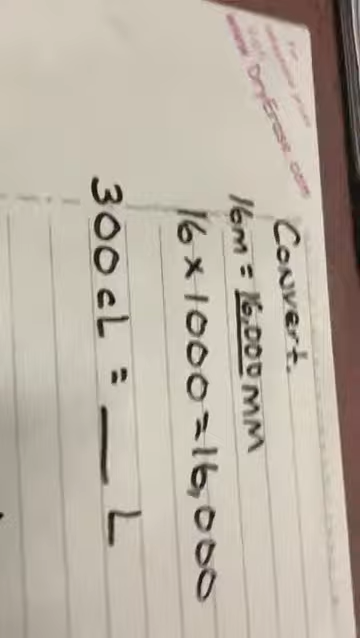 Convert.
16m = 16,000 MM
16 × 1000 = 16,000
300 cL = ___ L